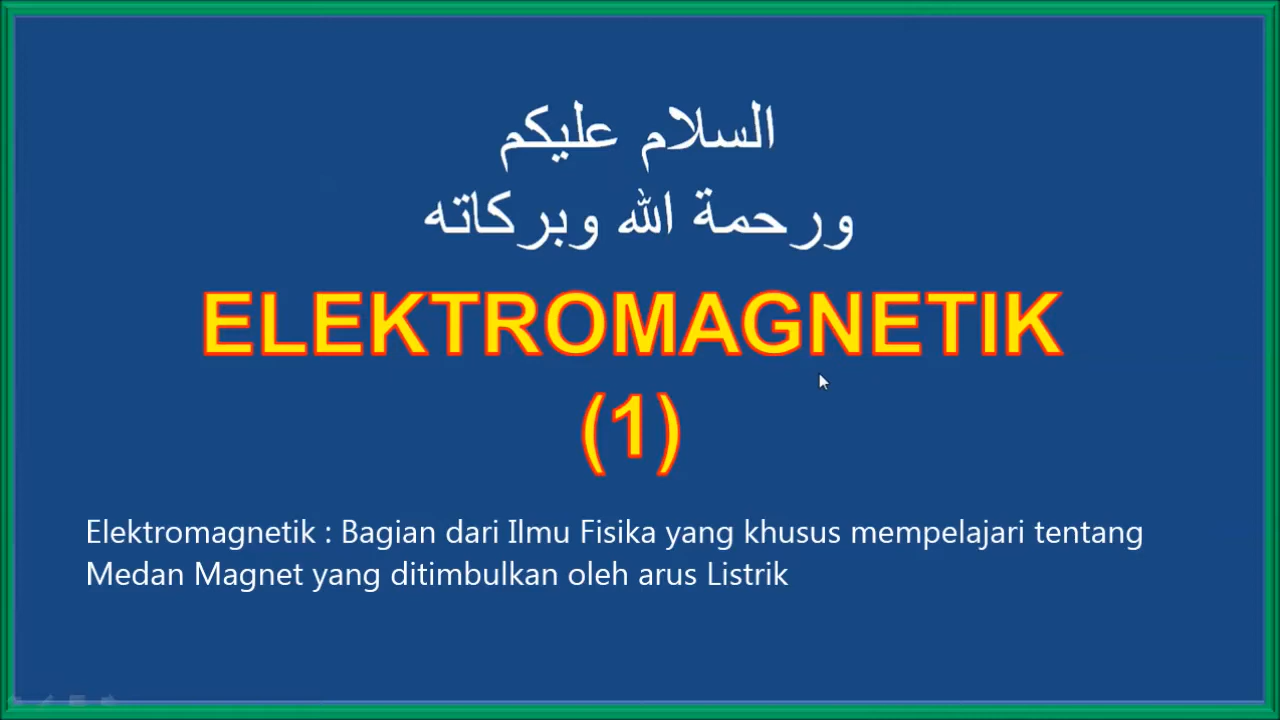 السلام عليكم
ورحمة الله وبركاته
ELEKTROMAGNETIK
(1)
Elektromagnetik : Bagian dari Ilmu Fisika yang khusus mempelajari tentang
Medan Magnet yang ditimbulkan oleh arus Listrik